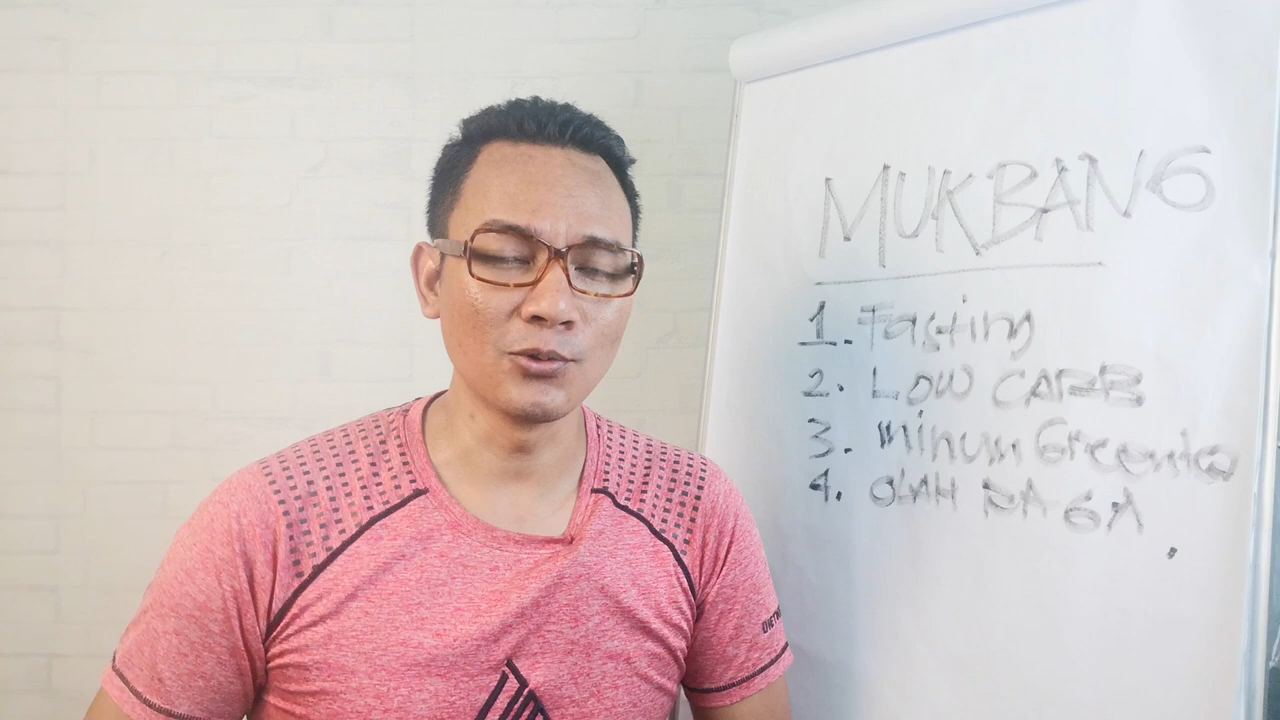 MUKBANG
1. Fasting
2. LOW CARB
3. minum Greentea
4. OLAH RAGA.